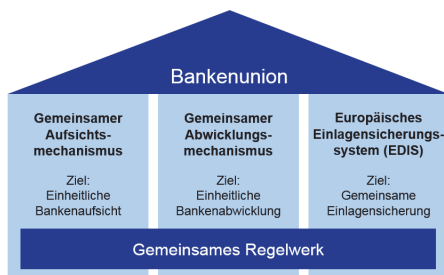 Bankenunion
Gemeinsamer
Aufsichts-
mechanismus
Ziel:
Einheitliche
Bankenaufsicht
Gemeinsamer
Abwicklungs-
mechanismus
Ziel:
Einheitliche
Bankenabwicklung
Europäisches
Einlagensicherungs-
system (EDIS)
Ziel:
Gemeinsame
Einlagensicherung
Gemeinsames Regelwerk